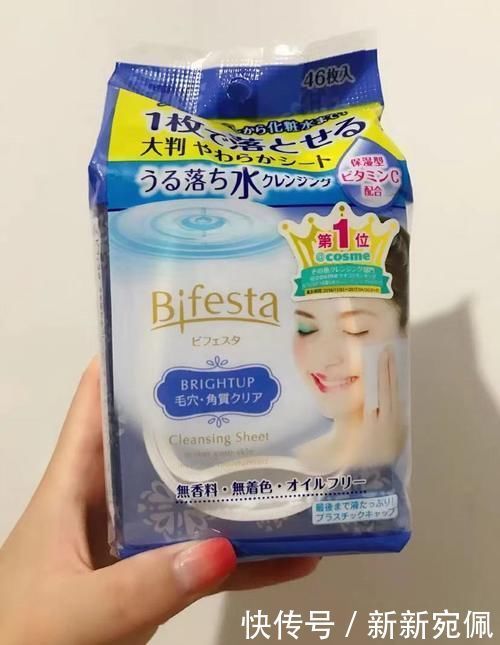 46枚入
から化粧水まで
1枚で落とせる
大判 やわらかシート
うる落ち水クレンジング
保湿型
ビタミンC
配合
第1位
@cosme
Bifesta
ビフェスタ
BRIGHTUP
毛穴・角質クリア
Cleansing Sheet
無香料・無着色・オイルフリー
最後まで液たっぷり!
プラスチックキャップ
快传号 / 新新宛佩